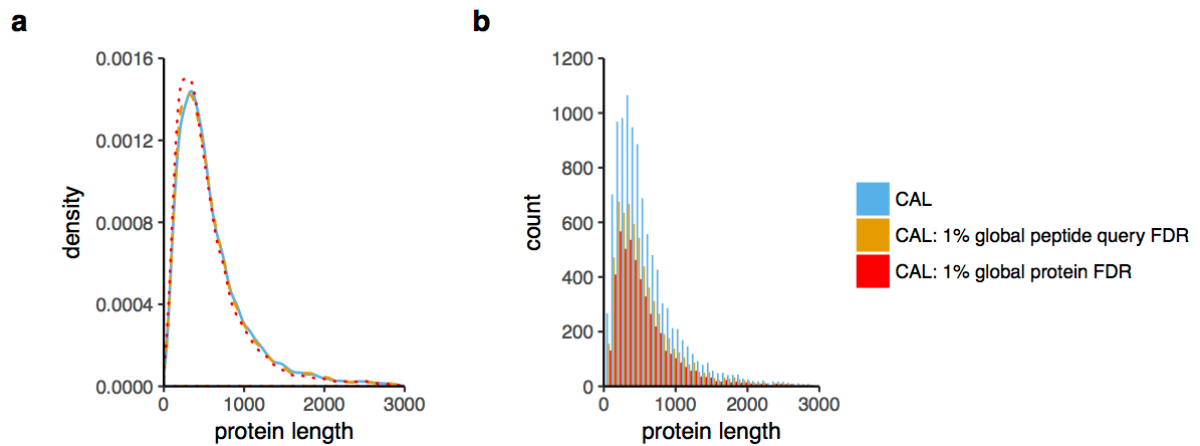 a
b
0.0016
0.0012
0.0008
0.0004
0.0000
density
0
1000
2000
3000
protein length
1200
1000
800
600
400
200
0
count
0
1000
2000
3000
protein length
CAL
CAL: 1% global peptide query FDR
CAL: 1% global protein FDR